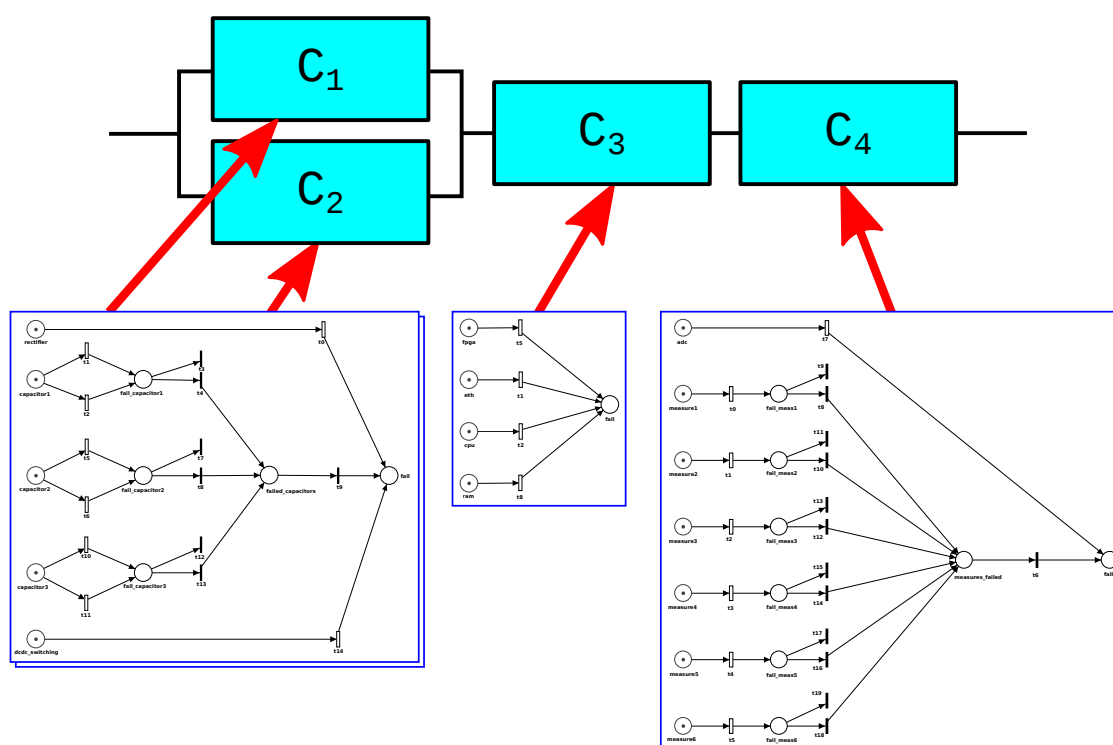 C1
C2
C3
C4
rectifier
t0
t1
capacitor1
t2
fail_capacitor1
t3
t4
t5
capacitor2
t6
fail_capacitor2
t7
t8
failed_capacitors
t9
fail
t10
capacitor3
t11
fail_capacitor3
t12
t13
dcdc_switching
t14
fpga
t5
eth
t1
cpu
t2
ram
t8
fail
adc
t7
measure1
t0
fail_meas1
t9
t8
measure2
t1
fail_meas2
t11
t10
measure3
t2
fail_meas3
t13
t12
measure4
t3
fail_meas4
t15
t14
measure5
t4
fail_meas5
t17
t16
measure6
t5
fail_meas6
t19
t18
measures_failed
t6
fail